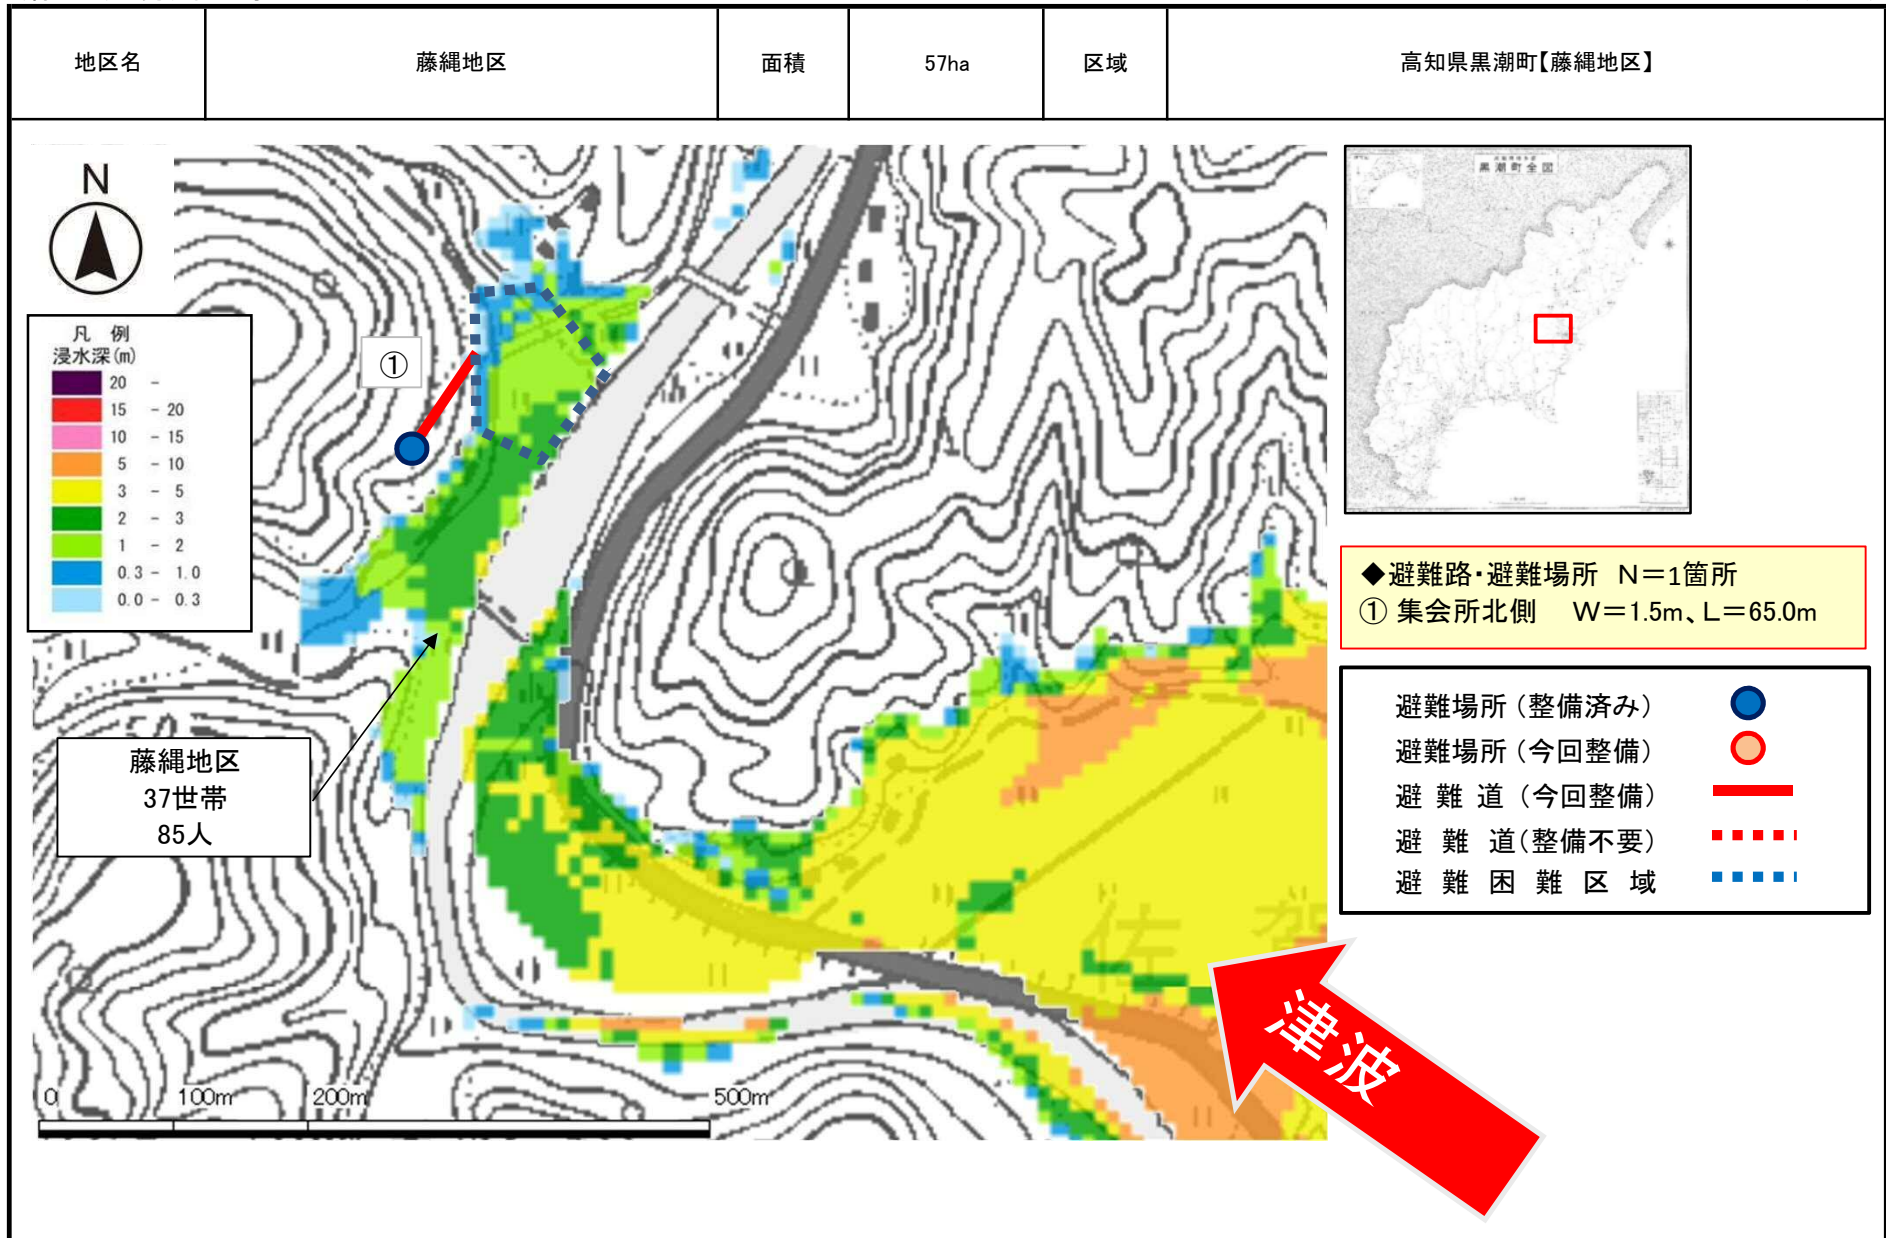 地区名
藤縄地区
面積
57ha
区域
高知県黒潮町【藤縄地区】
N
凡 例
浸水深(m)
20 -
15 - 20
10 - 15
5 - 10
3 - 5
2 - 3
1 - 2
0.3 - 1.0
0.0 - 0.3
①
藤縄地区
37世帯
85人
佐 賀
津波
0
100m
200m
500m
黒潮町全図
◆避難路・避難場所 N=1箇所
① 集会所北側 W=1.5m、L=65.0m
避難場所(整備済み)
避難場所(今回整備)
避 難 道 (今回整備)
避 難 道(整備不要)
避 難 困 難 区 域